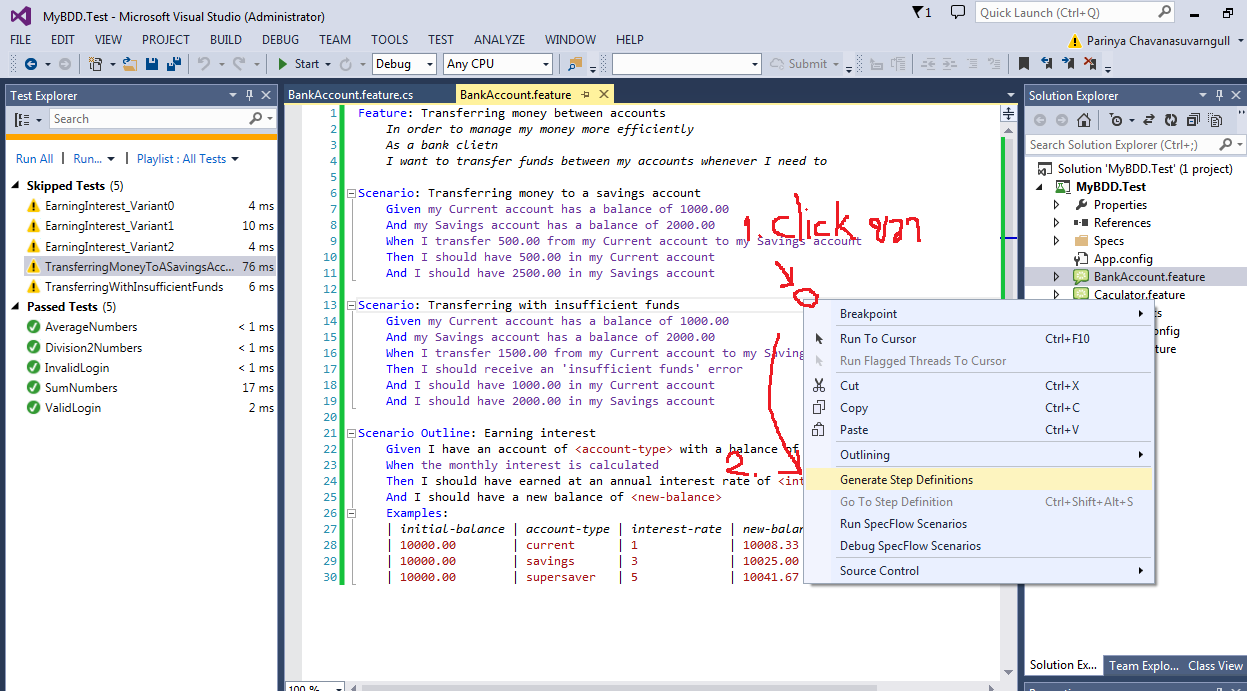 MyBDD.Test - Microsoft Visual Studio (Administrator)
1
Quick Launch (Ctrl+Q)
FILE EDIT VIEW PROJECT BUILD DEBUG TEAM TOOLS TEST ANALYZE WINDOW HELP
Parinya Chavanasuvarngull
Start Debug Any CPU Submit
Test Explorer
Search
Run All | Run... | Playlist : All Tests
Skipped Tests (5)
EarningInterest_Variant0 4 ms
EarningInterest_Variant1 10 ms
EarningInterest_Variant2 4 ms
TransferringMoneyToASavingsAcc... 76 ms
TransferringWithInsufficientFunds 6 ms
Passed Tests (5)
AverageNumbers < 1 ms
Division2Numbers < 1 ms
InvalidLogin < 1 ms
SumNumbers 17 ms
ValidLogin 2 ms
BankAccount.feature.cs BankAccount.feature
1 Feature: Transferring money between accounts
2 In order to manage my money more efficiently
3 As a bank clietn
4 I want to transfer funds between my accounts whenever I need to
5
6 Scenario: Transferring money to a savings account
7 Given my Current account has a balance of 1000.00
8 And my Savings account has a balance of 2000.00
9 When I transfer 500.00 from my Current account to my Savings account
10 Then I should have 500.00 in my Current account
11 And I should have 2500.00 in my Savings account
12
13 Scenario: Transferring with insufficient funds
14 Given my Current account has a balance of 1000.00
15 And my Savings account has a balance of 2000.00
16 When I transfer 1500.00 from my Current account to my Saving
17 Then I should receive an 'insufficient funds' error
18 And I should have 1000.00 in my Current account
19 And I should have 2000.00 in my Savings account
20
21 Scenario Outline: Earning interest
22 Given I have an account of <account-type> with a balance of
23 When the monthly interest is calculated
24 Then I should have earned at an annual interest rate of <int
25 And I should have a new balance of <new-balance>
26 Examples:
27 | initial-balance | account-type | interest-rate | new-balan
28 | 10000.00 | current | 1 | 10008.33
29 | 10000.00 | savings | 3 | 10025.00
30 | 10000.00 | supersaver | 5 | 10041.67
100 %
1. click ขวา
2.
Breakpoint
Run To Cursor Ctrl+F10
Run Flagged Threads To Cursor
Cut Ctrl+X
Copy Ctrl+C
Paste Ctrl+V
Outlining
Generate Step Definitions
Go To Step Definition Ctrl+Shift+Alt+S
Run SpecFlow Scenarios
Debug SpecFlow Scenarios
Source Control
Solution Explorer
Search Solution Explorer (Ctrl+;)
Solution 'MyBDD.Test' (1 project)
MyBDD.Test
Properties
References
Specs
App.config
BankAccount.feature
Caculator.feature
Solution Ex... Team Explo... Class View